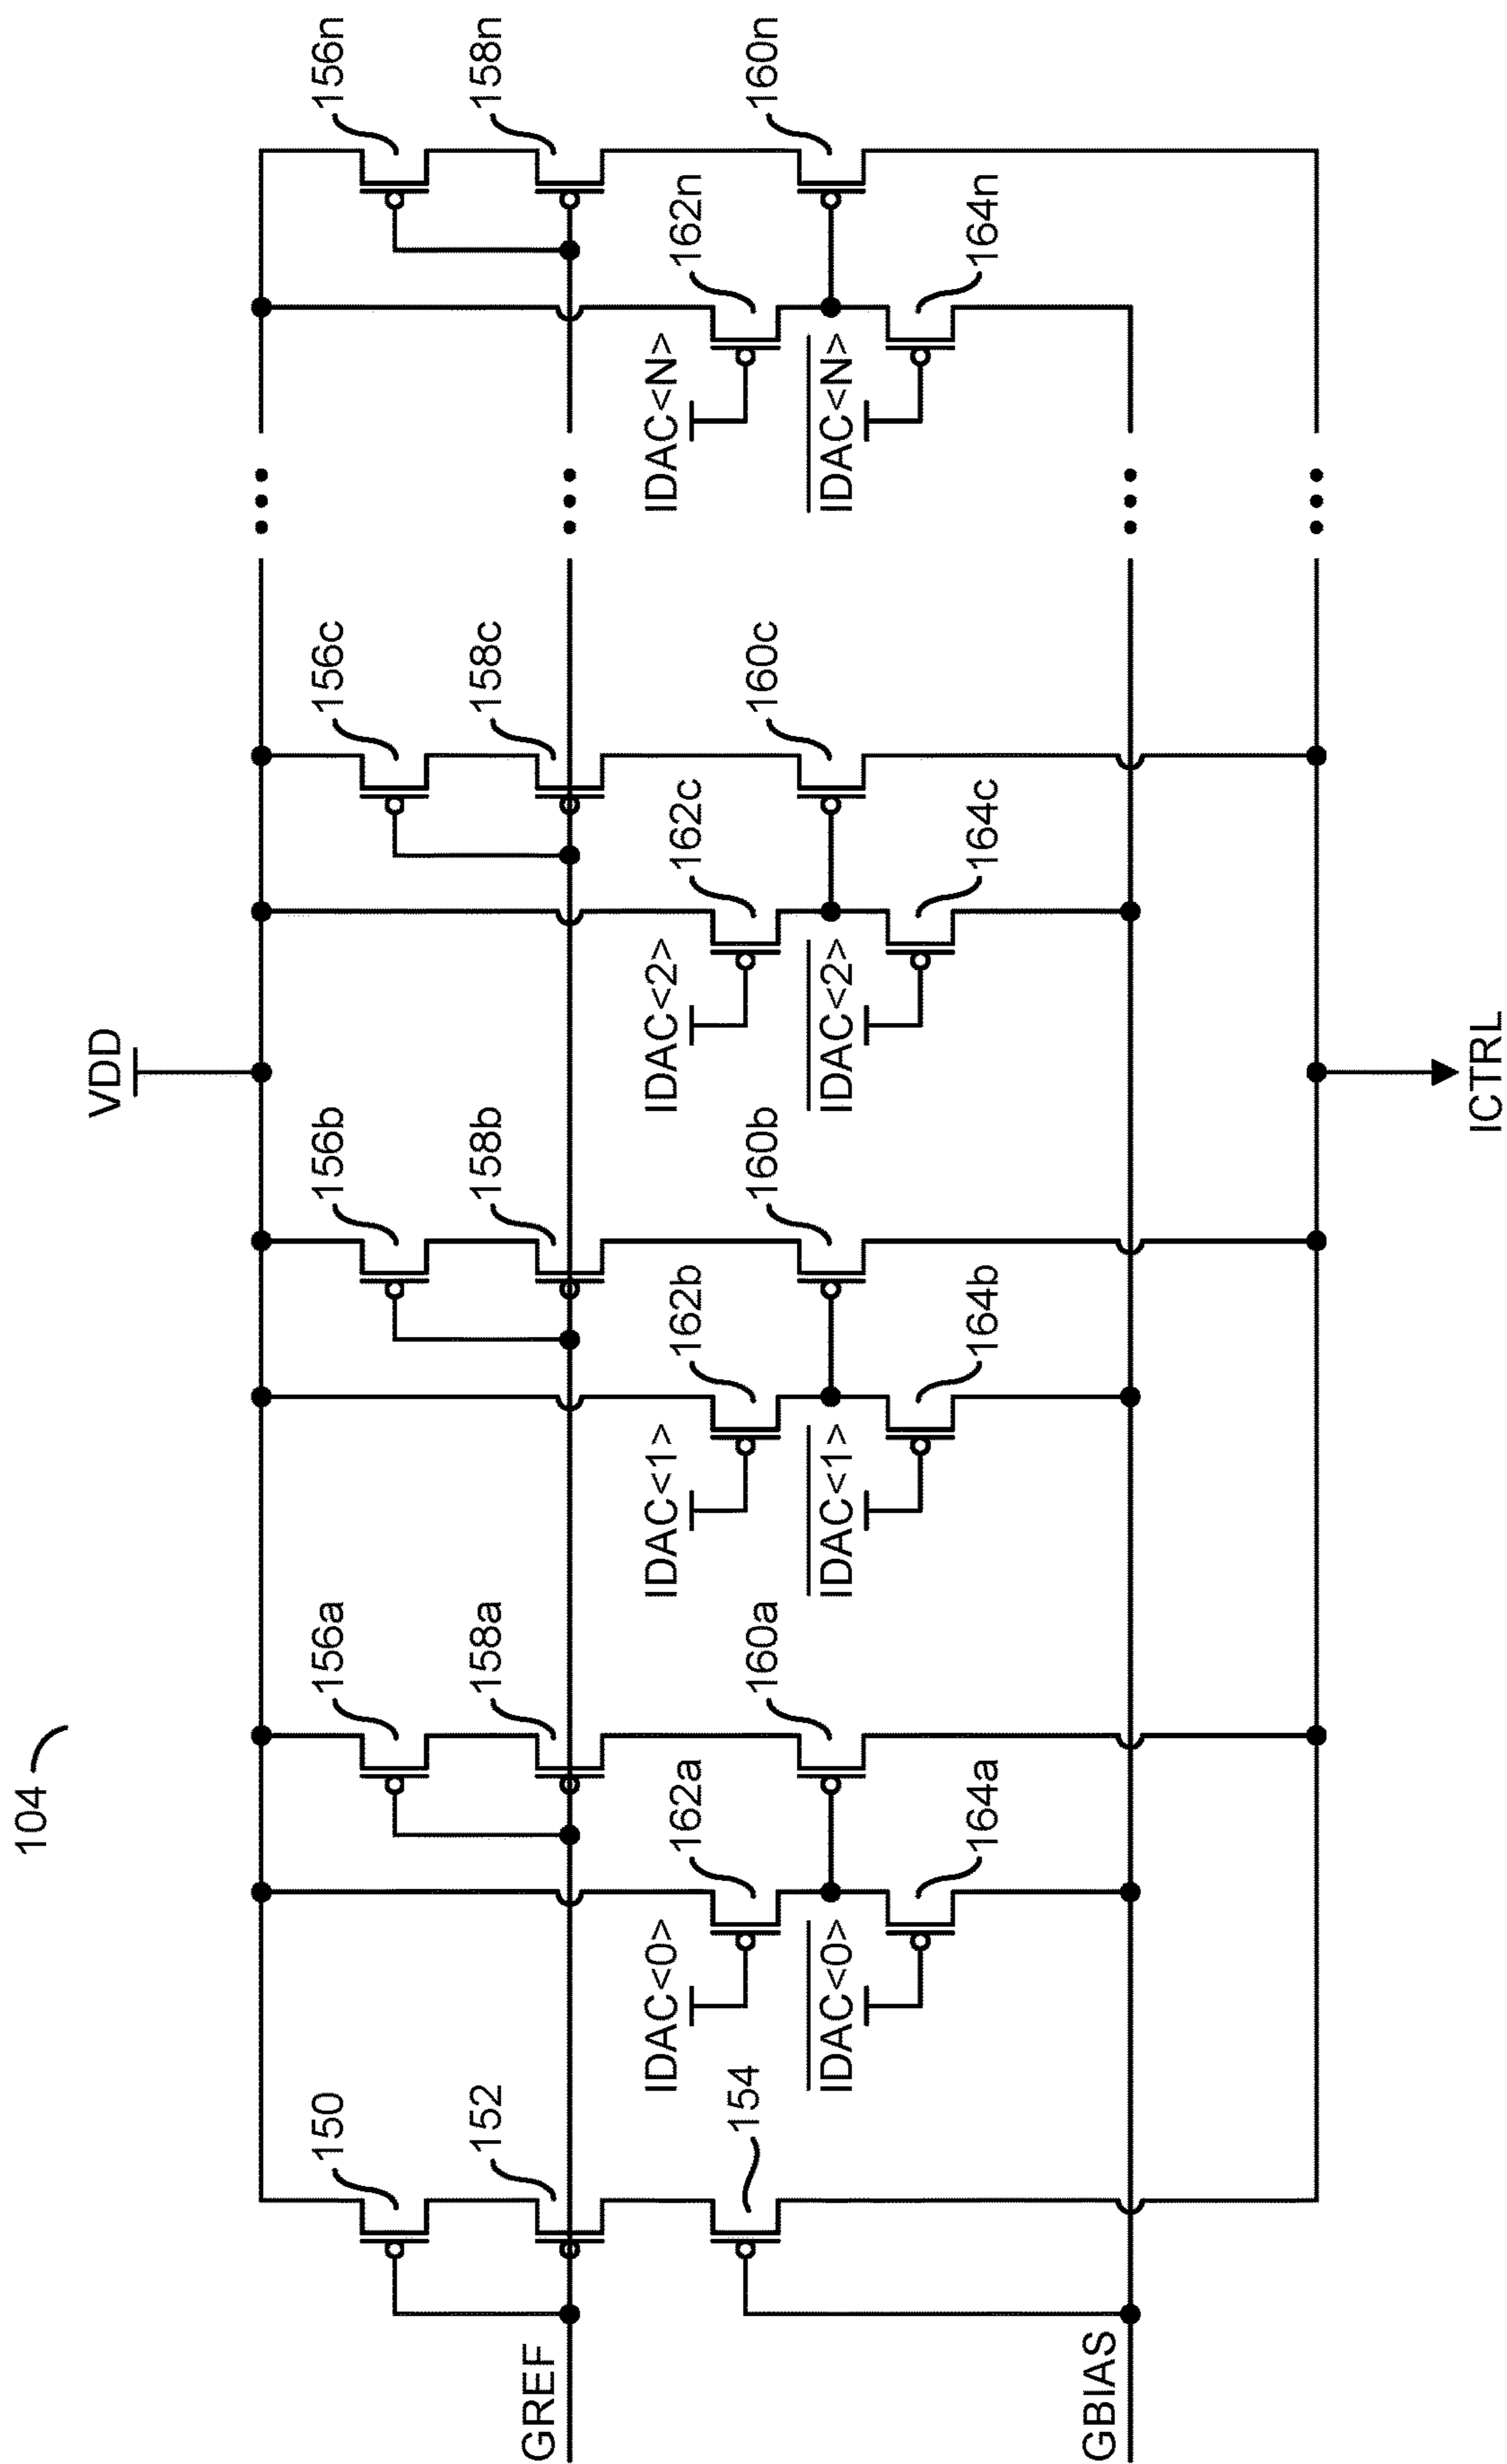 104
VDD
150
156a
156b
156c
156n
152
158a
158b
158c
158n
GREF
154
IDAC<0>
162a
160a
IDAC<1>
162b
160b
IDAC<2>
162c
160c
IDAC<N>
162n
160n
IDAC<0>
164a
IDAC<1>
164b
IDAC<2>
164c
IDAC<N>
164n
GBIAS
ICTRL